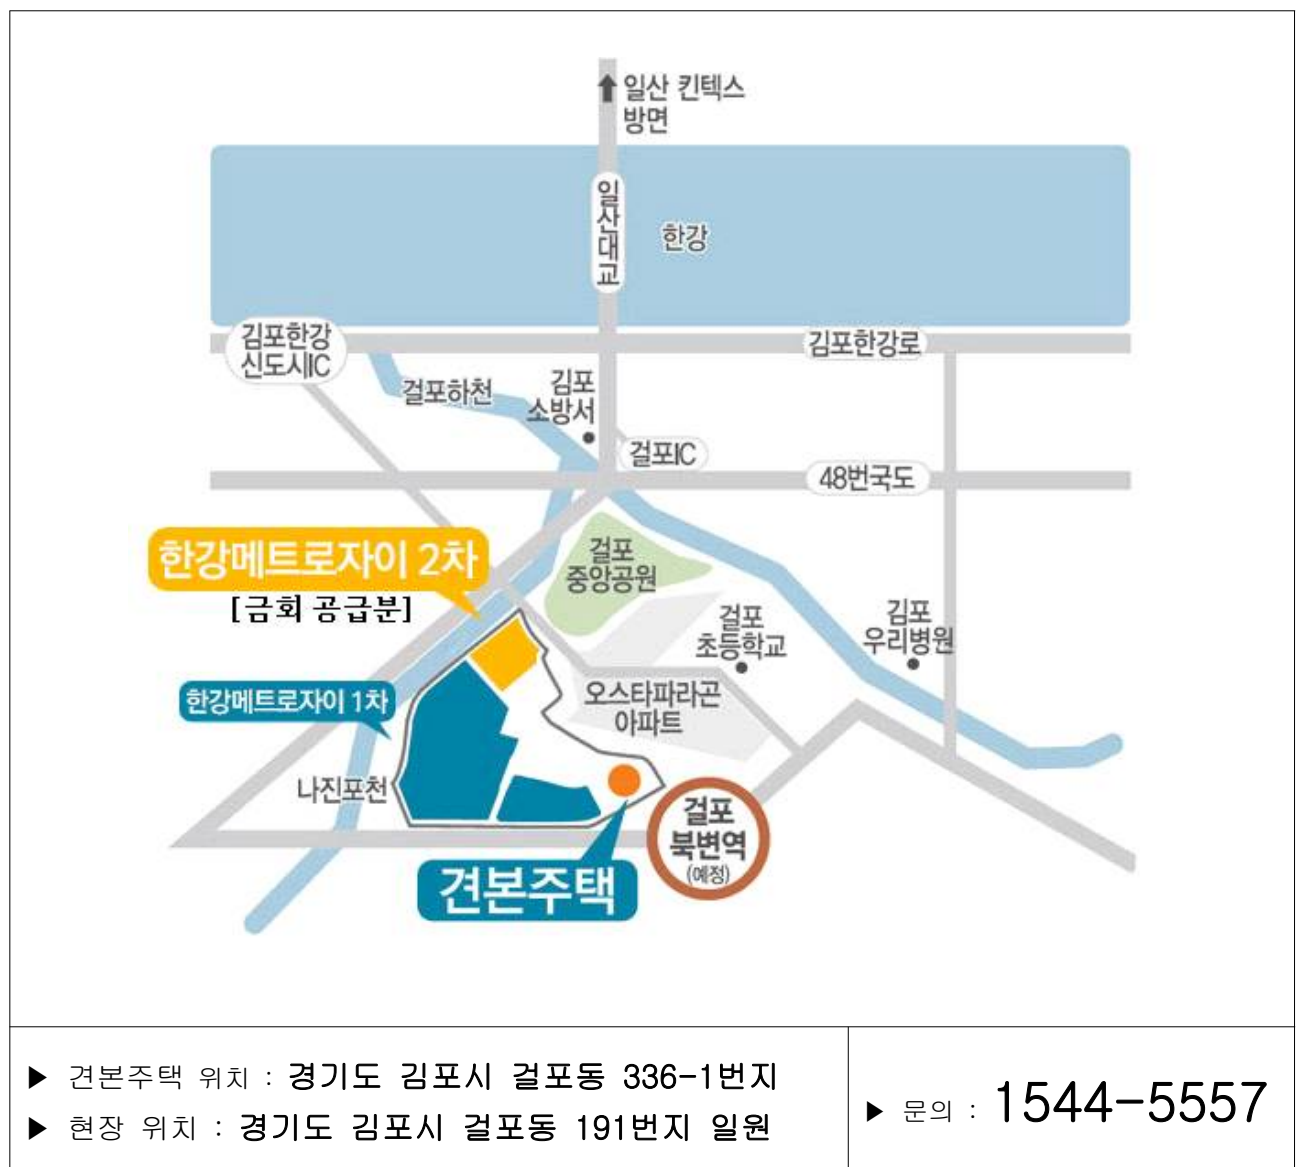 일산 킨텍스
방면
일산대교
한강
김포한강
신도시IC
김포한강로
걸포하천
김포
소방서
걸포IC
48번국도
한강메트로자이 2차
[금회 공급분]
걸포
중앙공원
걸포
초등학교
김포
우리병원
한강메트로자이 1차
오스타파라곤
아파트
나진포천
걸포
북변역
(예정)
견본주택
▶ 견본주택 위치 : 경기도 김포시 걸포동 336-1번지
▶ 현장 위치 : 경기도 김포시 걸포동 191번지 일원
▶ 문의 : 1544-5557